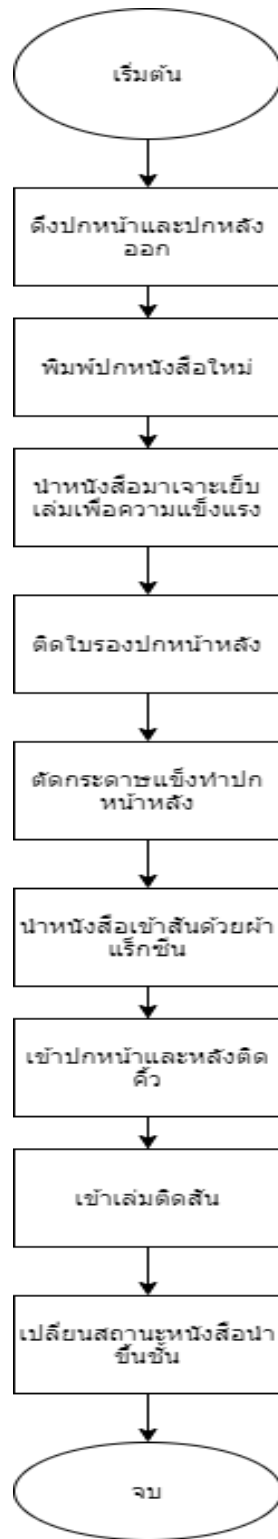 เริ่มต้น
ดึงปกหน้าและปกหลัง
ออก
พิมพ์ปกหนังสือใหม่
นำหนังสือมาเจาะเย็บ
เล่มเพื่อความแข็งแรง
ติดใบรองปกหน้าหลัง
ตัดกระดาษแข็งทำปก
หน้าหลัง
นำหนังสือเข้าสันด้วยผ้า
แร็กซีน
เข้าปกหน้าและหลังติด
คิ้ว
เข้าเล่มติดสัน
เปลี่ยนสถานะหนังสือนำ
ขึ้นชั้น
จบ